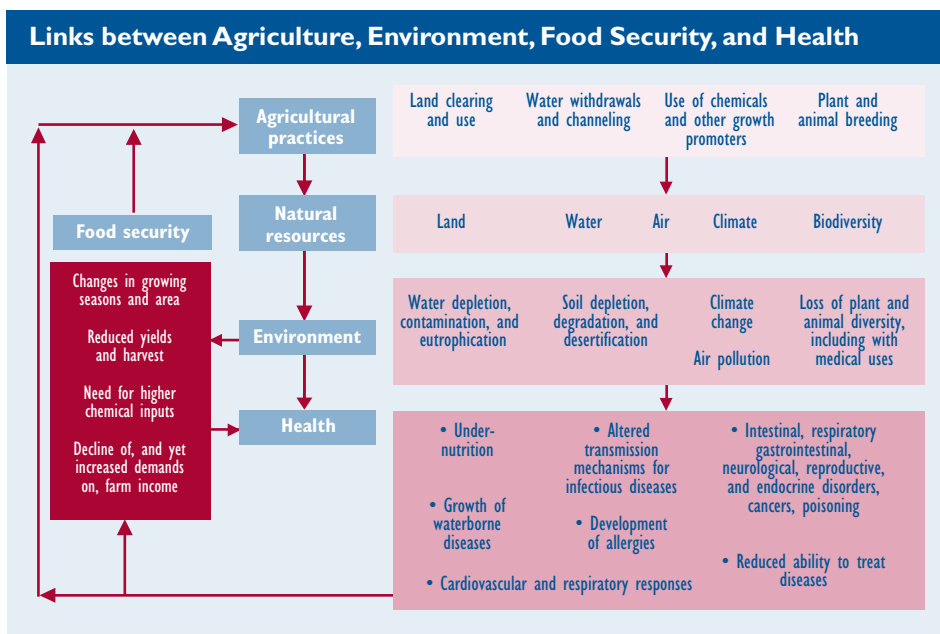 Links between Agriculture, Environment, Food Security, and Health
Agricultural
practices
Land clearing
and use
Water withdrawals
and channeling
Use of chemicals
and other growth
promoters
Plant and
animal breeding
Natural
resources
Land
Water
Air
Climate
Biodiversity
Food security
Changes in growing
seasons and area
Reduced yields
and harvest
Need for higher
chemical inputs
Decline of, and yet
increased demands
on, farm income
Environment
Water depletion,
contamination, and
eutrophication
Soil depletion,
degradation, and
desertification
Climate
change
Air pollution
Loss of plant and
animal diversity,
including with
medical uses
Health
• Under-
nutrition
• Growth of
waterborne
diseases
• Altered
transmission
mechanisms for
infectious diseases
• Development
of allergies
• Cardiovascular and respiratory responses
• Intestinal, respiratory
gastrointestinal,
neurological, reproductive,
and endocrine disorders,
cancers, poisoning
• Reduced ability to treat
diseases